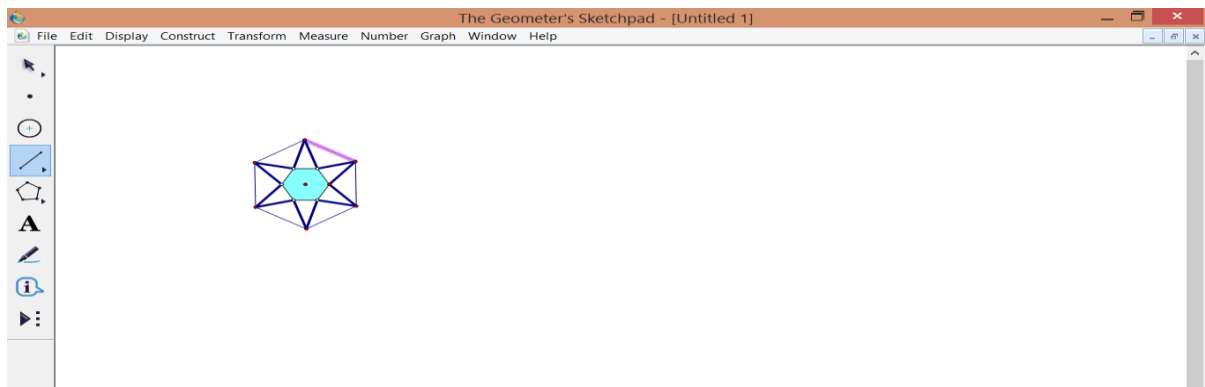 The Geometer's Sketchpad - [Untitled 1]
File Edit Display Construct Transform Measure Number Graph Window Help
A
i